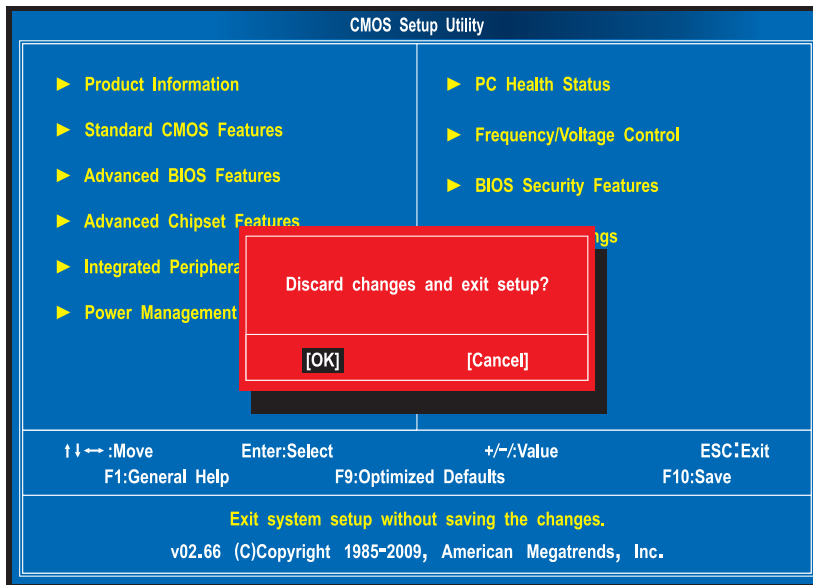 CMOS Setup Utility
► Product Information
► Standard CMOS Features
► Advanced BIOS Features
► Advanced Chipset Features
► Integrated Periphera
► Power Management
► PC Health Status
► Frequency/Voltage Control
► BIOS Security Features
ngs
Discard changes and exit setup?
[OK] [Cancel]
↑↓←→ :Move Enter:Select +/-/:Value ESC:Exit
F1:General Help F9:Optimized Defaults F10:Save
Exit system setup without saving the changes.
v02.66 (C)Copyright 1985-2009, American Megatrends, Inc.